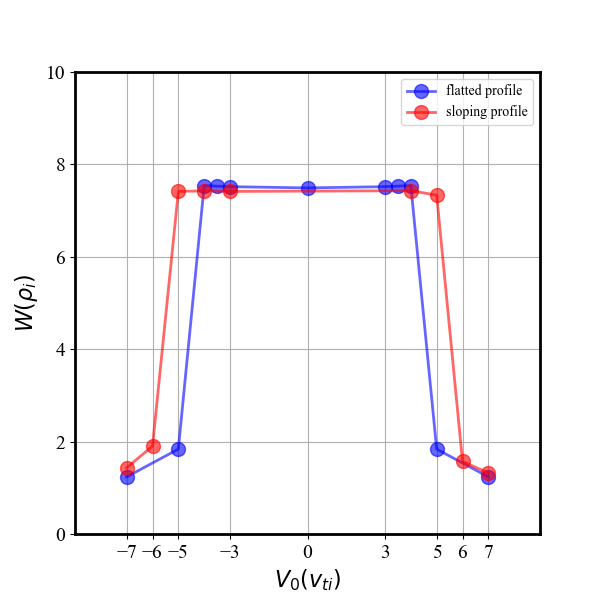 10
8
6
4
2
0
W(ρᵢ)
flatted profile
sloping profile
−7 −6 −5 −3 0 3 5 6 7
V₀(vₜᵢ)